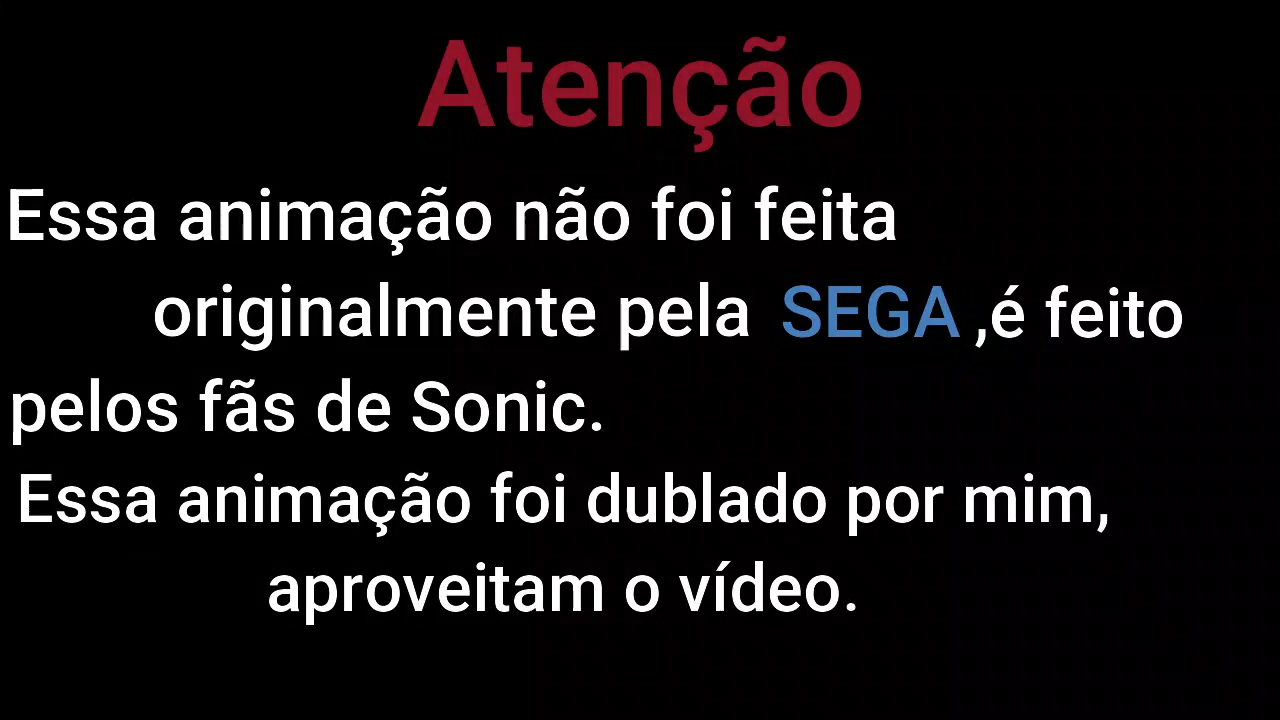 Atenção
Essa animação não foi feita
originalmente pela SEGA ,é feito
pelos fãs de Sonic.
Essa animação foi dublado por mim,
aproveitam o vídeo.